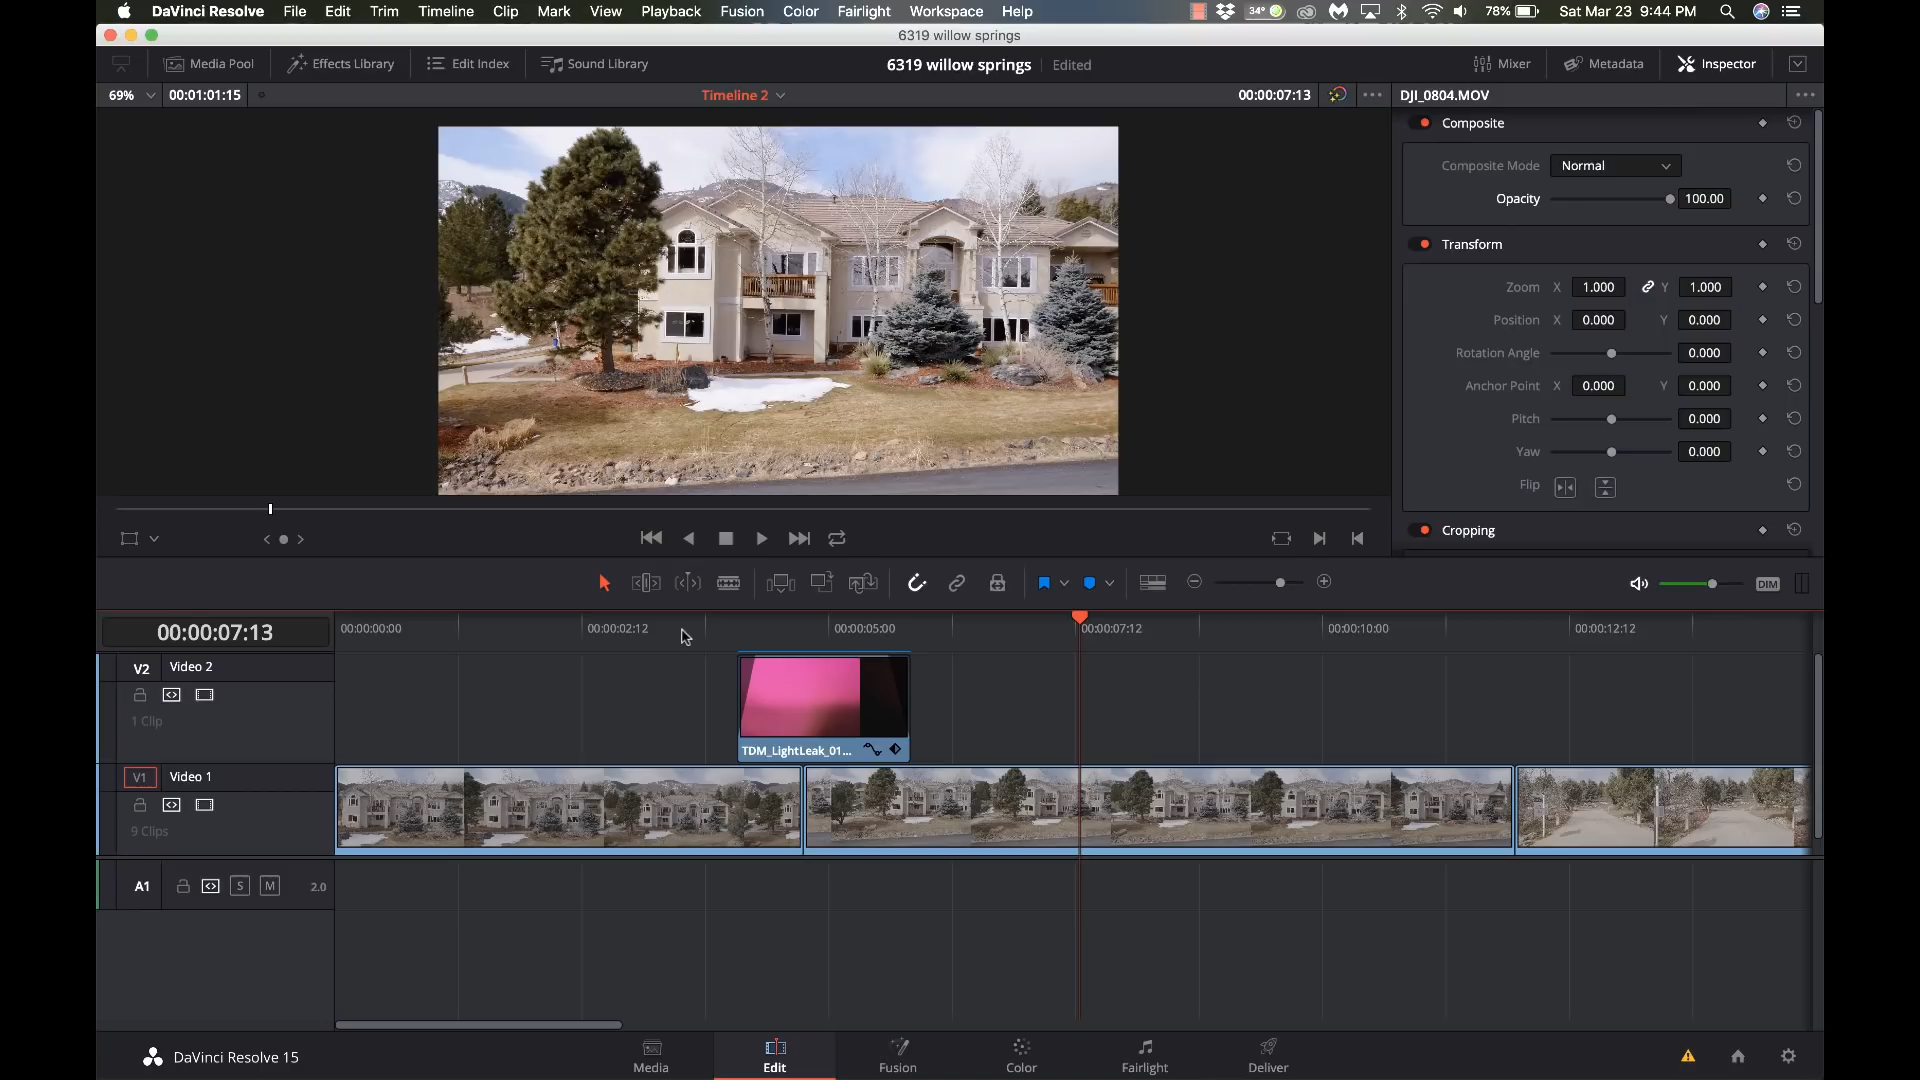 DaVinci Resolve File Edit Trim Timeline Clip Mark View Playback Fusion Color Fairlight Workspace Help 34° 78% Sat Mar 23 9:44 PM
6319 willow springs
Media Pool Effects Library Edit Index Sound Library 6319 willow springs Edited Mixer Metadata Inspector
69% 00:01:01:15 Timeline 2 00:00:07:13 DJI_0804.MOV
Composite
Composite Mode Normal
Opacity 100.00
Transform
Zoom X 1.000 Y 1.000
Position X 0.000 Y 0.000
Rotation Angle 0.000
Anchor Point X 0.000 Y 0.000
Pitch 0.000
Yaw 0.000
Flip
Cropping
DIM
00:00:07:13 00:00:00:00 00:00:02:12 00:00:05:00 00:00:07:12 00:00:10:00 00:00:12:12
V2 Video 2
1 Clip
TDM_LightLeak_01...
V1 Video 1
9 Clips
A1 S M 2.0
DaVinci Resolve 15 Media Edit Fusion Color Fairlight Deliver